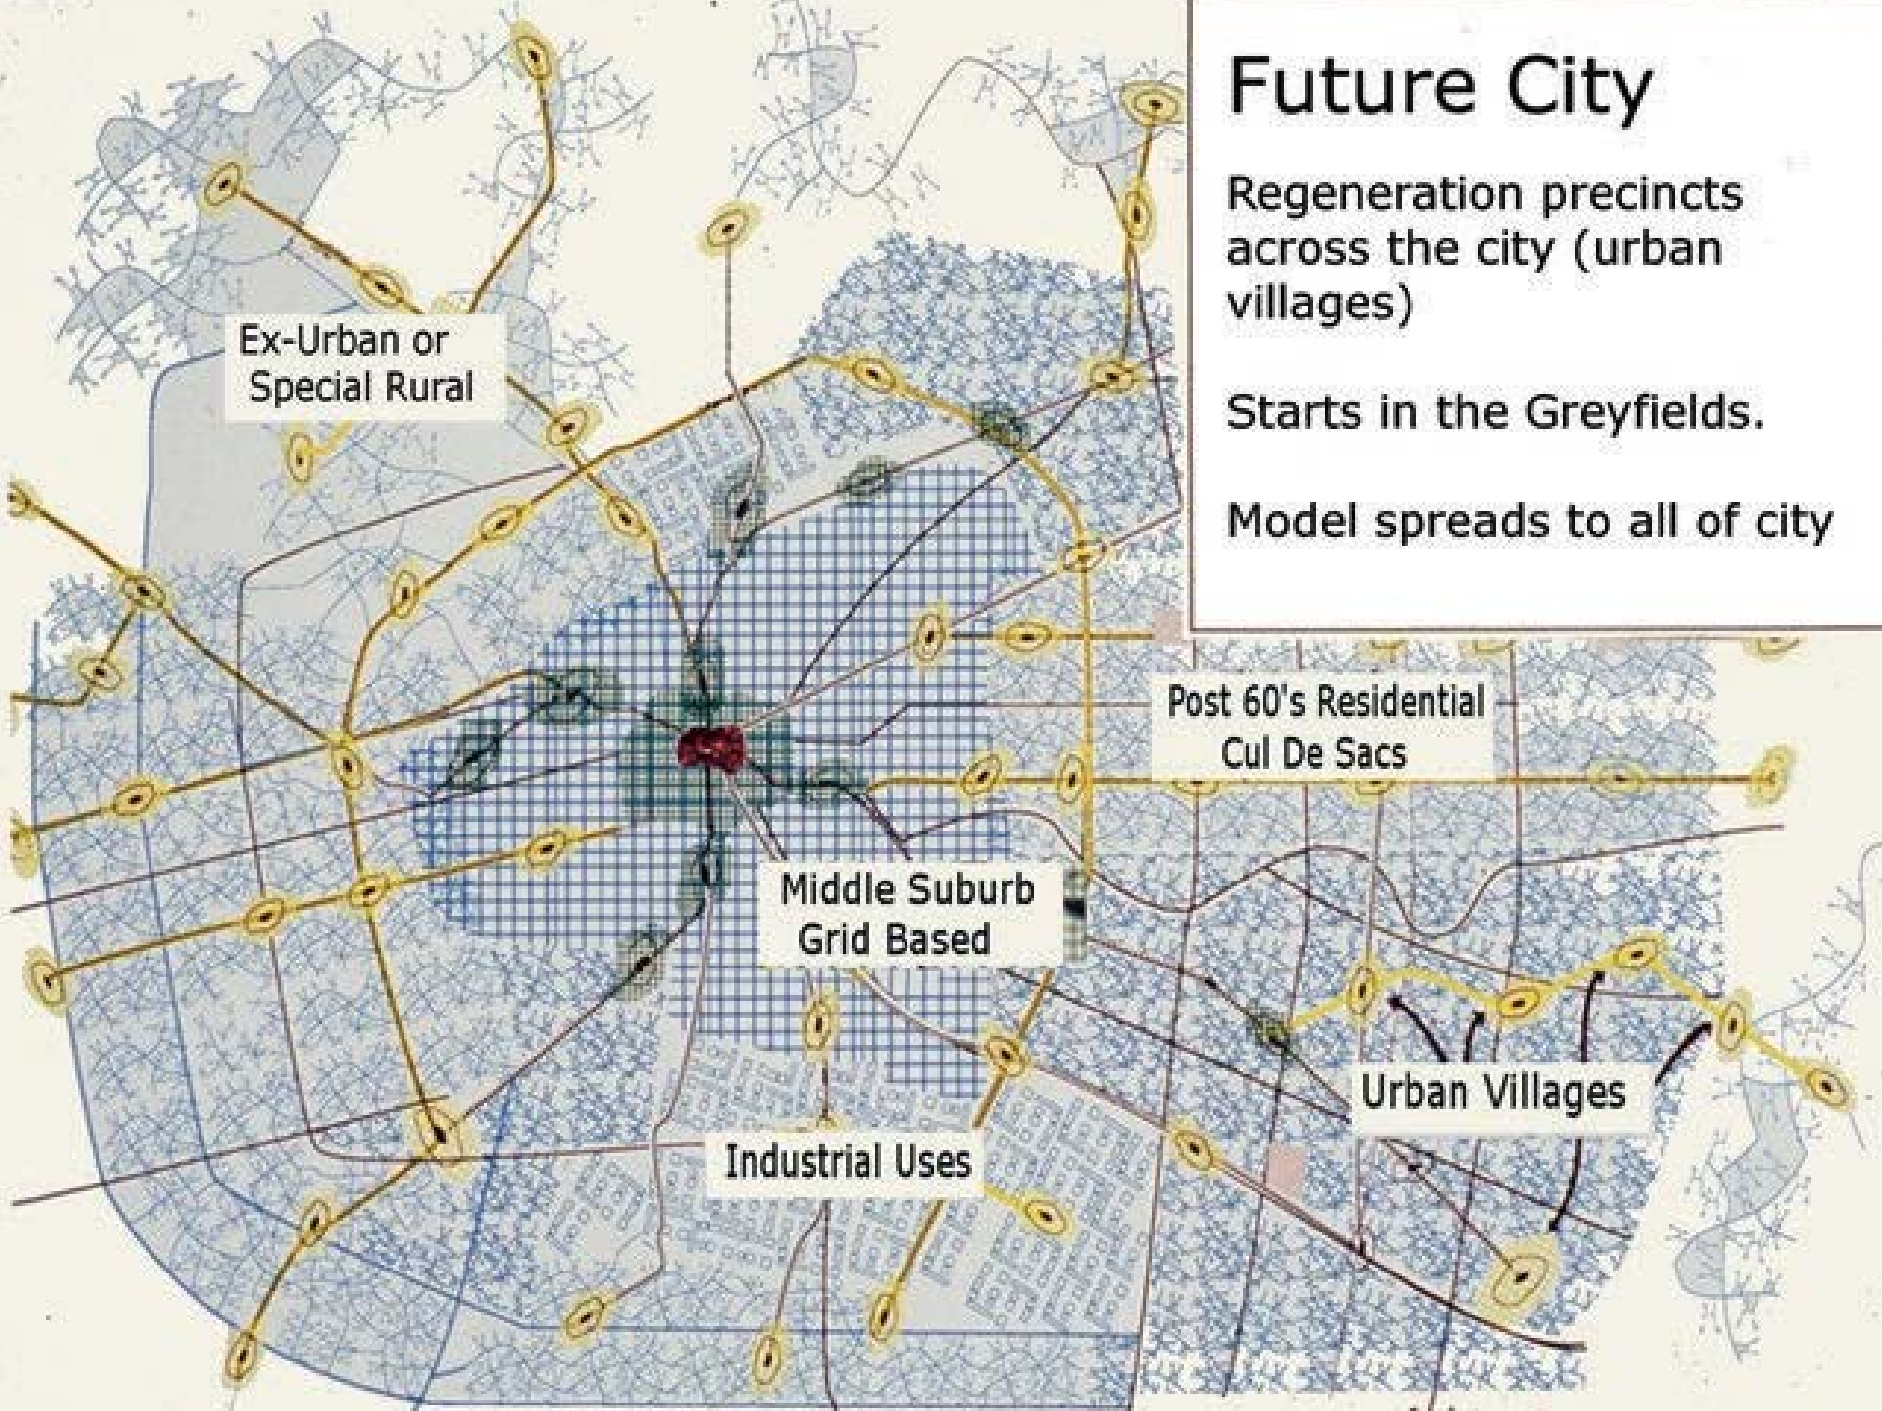 Future City
Regeneration precincts
across the city (urban
villages)
Starts in the Greyfields.
Model spreads to all of city
Ex-Urban or
Special Rural
Post 60's Residential
Cul De Sacs
Middle Suburb
Grid Based
Urban Villages
Industrial Uses